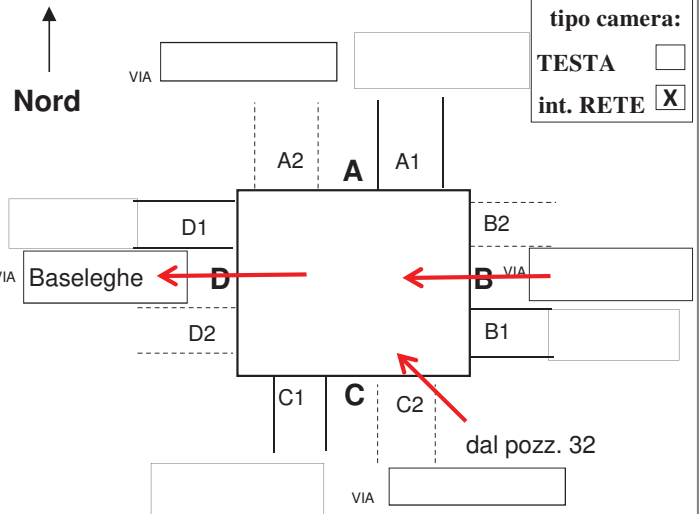 tipo camera:
TESTA
int. RETE X
Nord
VIA
A2
A
A1
D1
B2
VIA Baseleghe
D
B
VIA
D2
B1
C1
C
C2
dal pozz. 32
VIA